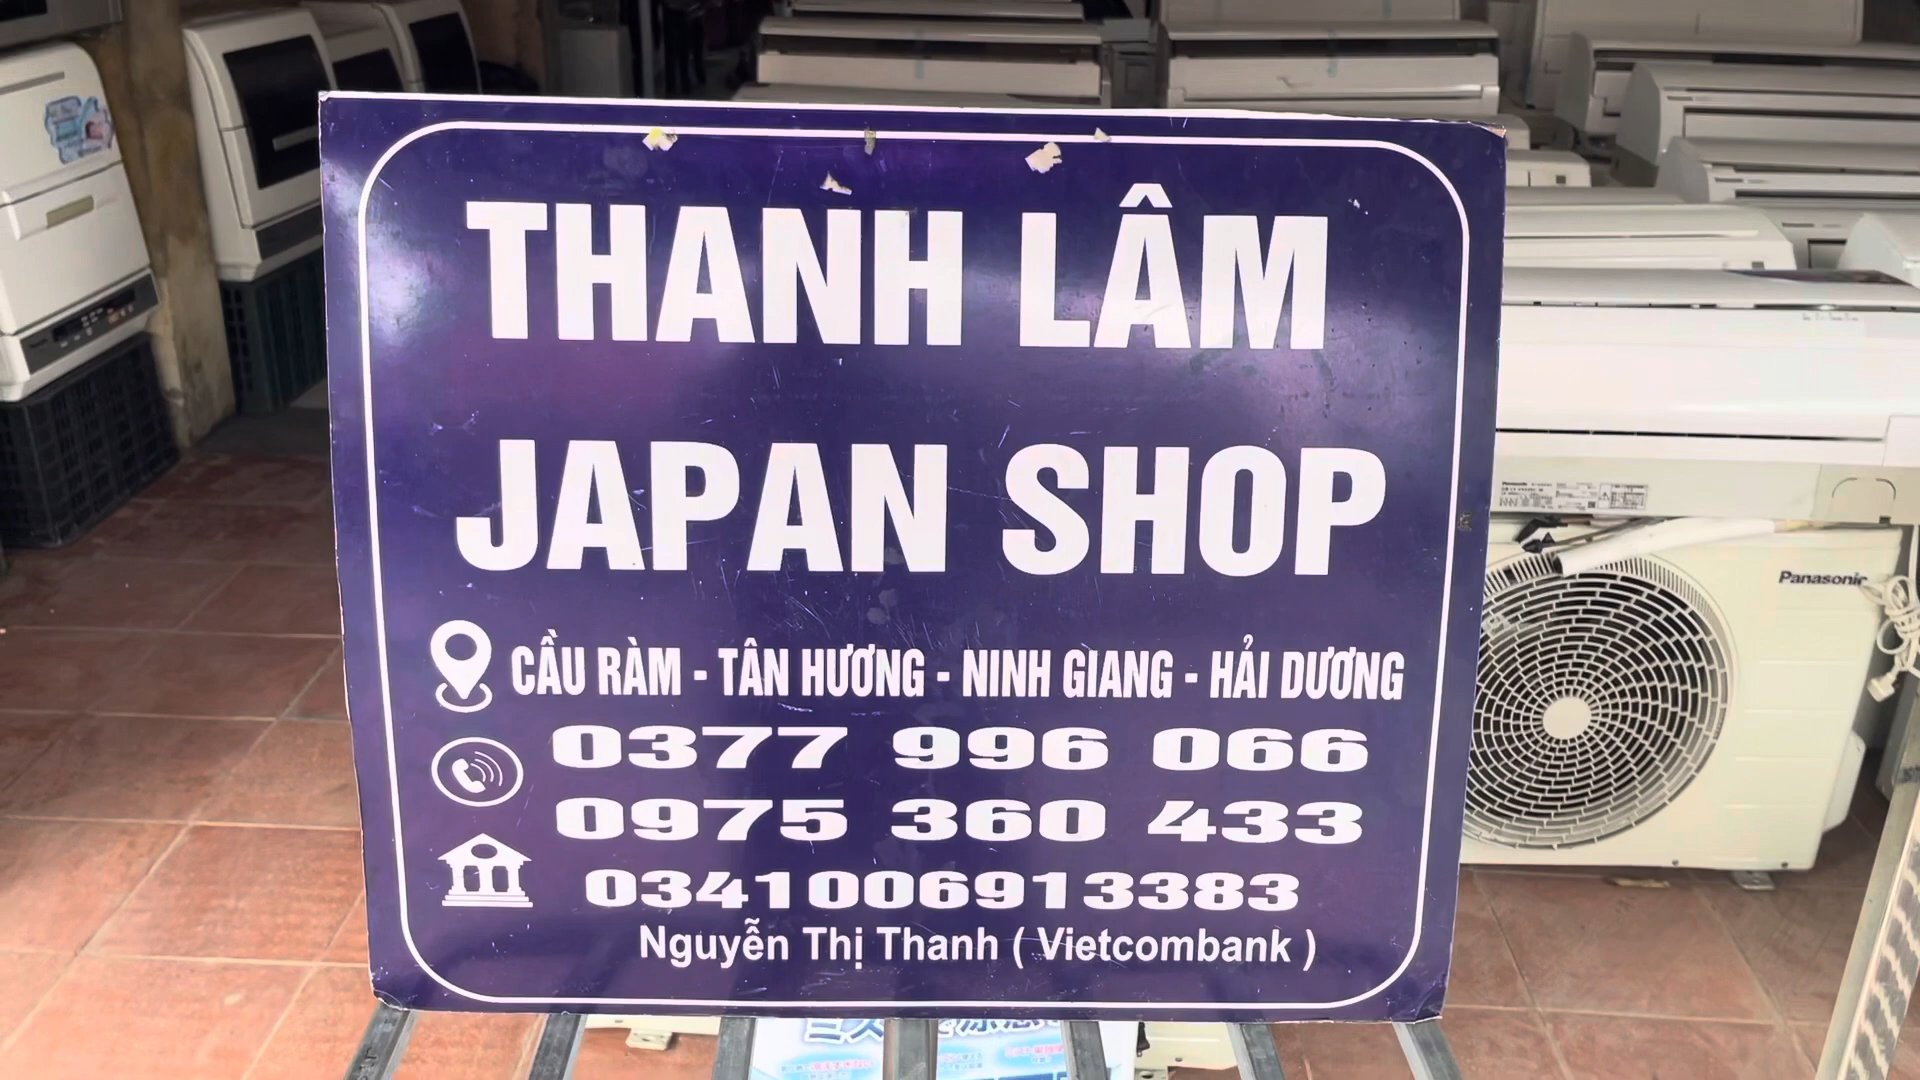 THANH LÂM
JAPAN SHOP
CẦU RÀM - TÂN HƯƠNG - NINH GIANG - HẢI DƯƠNG
0377 996 066
0975 360 433
0341006913383
Nguyễn Thị Thanh ( Vietcombank )
Panasonic